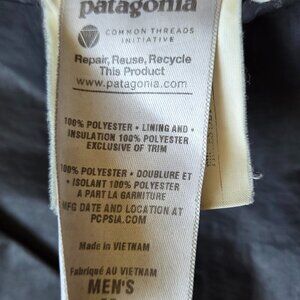 patagonia
COMMON THREADS
INITIATIVE
Repair, Reuse, Recycle
This Product
www.patagonia.com
100% POLYESTER • LINING AND •
INSULATION 100% POLYESTER
EXCLUSIVE OF TRIM
100% POLYESTER • DOUBLURE ET
• ISOLANT 100% POLYESTER
A PART LA GARNITURE
MFG DATE AND LOCATION AT
PCPSIA.COM
Made in VIETNAM
Fabriqué AU VIETNAM
MEN'S